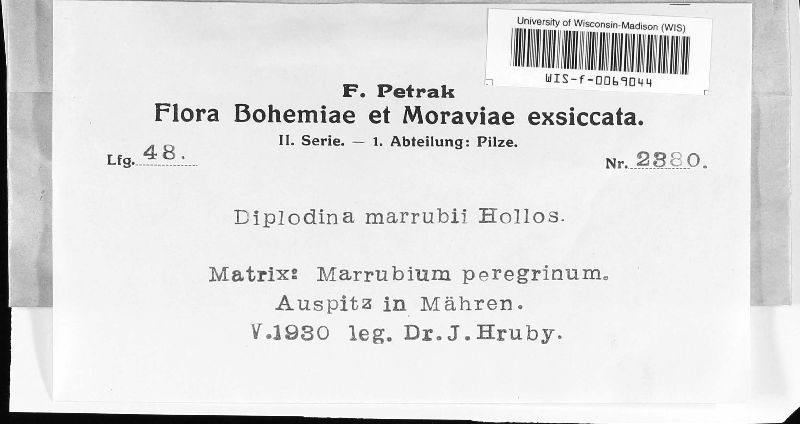 University of Wisconsin-Madison (WIS)
WIS-f-0069044
F. Petrak
Flora Bohemiae et Moraviae exsiccata.
II. Serie. — 1. Abteilung: Pilze.
Lfg. 48.
Nr. 2380.
Diplodina marrubii Hollos.
Matrix: Marrubium peregrinum.
Auspitz in Mähren.
V.1930 leg. Dr.J.Hruby.